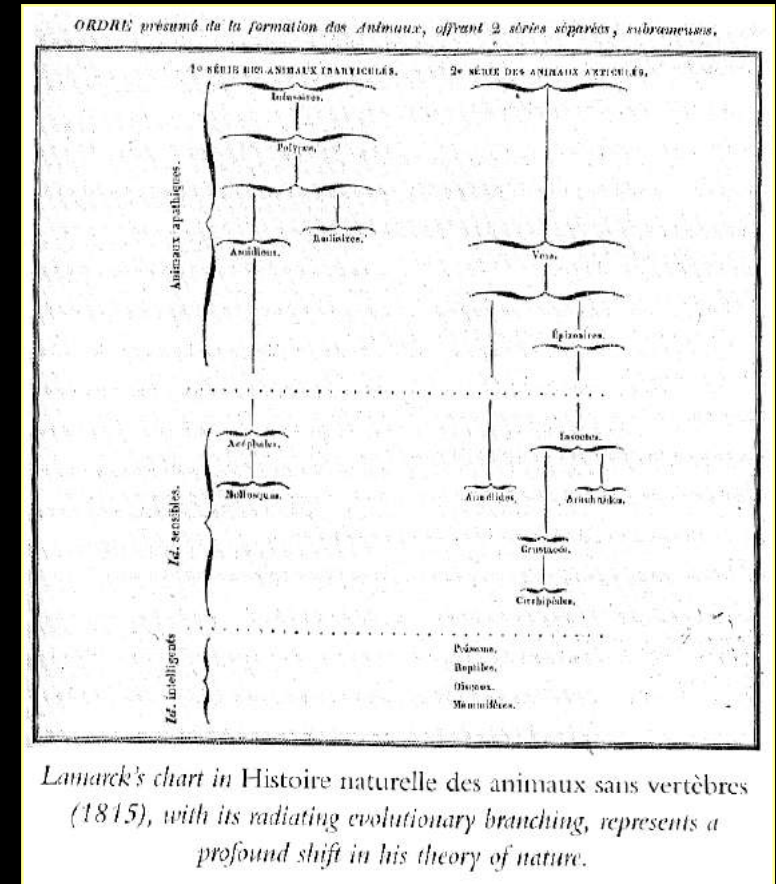 ORDRE présumé de la formation des Animaux, offrant 2 séries séparées, subrameuses.
1º SÉRIE DES ANIMAUX INARTICULÉS.
2e SÉRIE DES ANIMAUX ARTICULÉS.
Animaux apathiques.
Infusoires.
Polypes.
Radiaires.
Ascidiens.
Vers.
Épizoaires.
Id. sensibles.
Acéphales.
Mollusques.
Insectes.
Annélides.
Arachnides.
Crustacés.
Cirrhipèdes.
Id. intelligents
Poissons.
Reptiles.
Oiseaux.
Mammifères.
Lamarck's chart in Histoire naturelle des animaux sans vertèbres
(1815), with its radiating evolutionary branching, represents a
profound shift in his theory of nature.